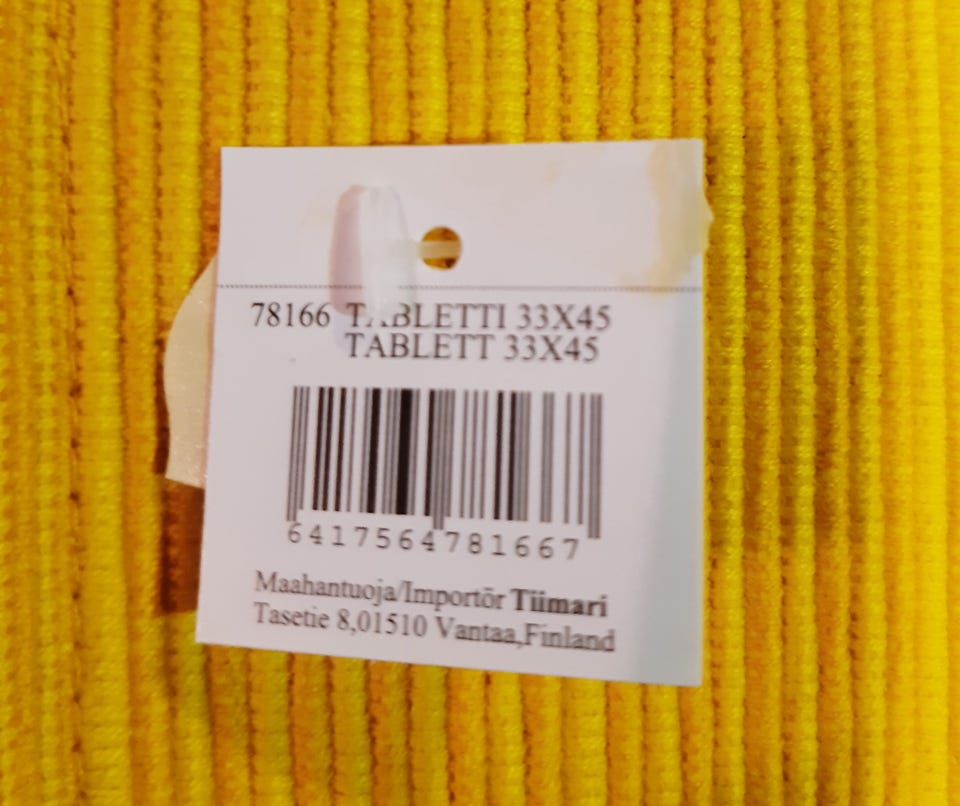 78166 TABLETTI 33X45
TABLETT 33X45
6417564781667
Maahantuoja/Importör Tiimari
Tasetie 8,01510 Vantaa,Finland